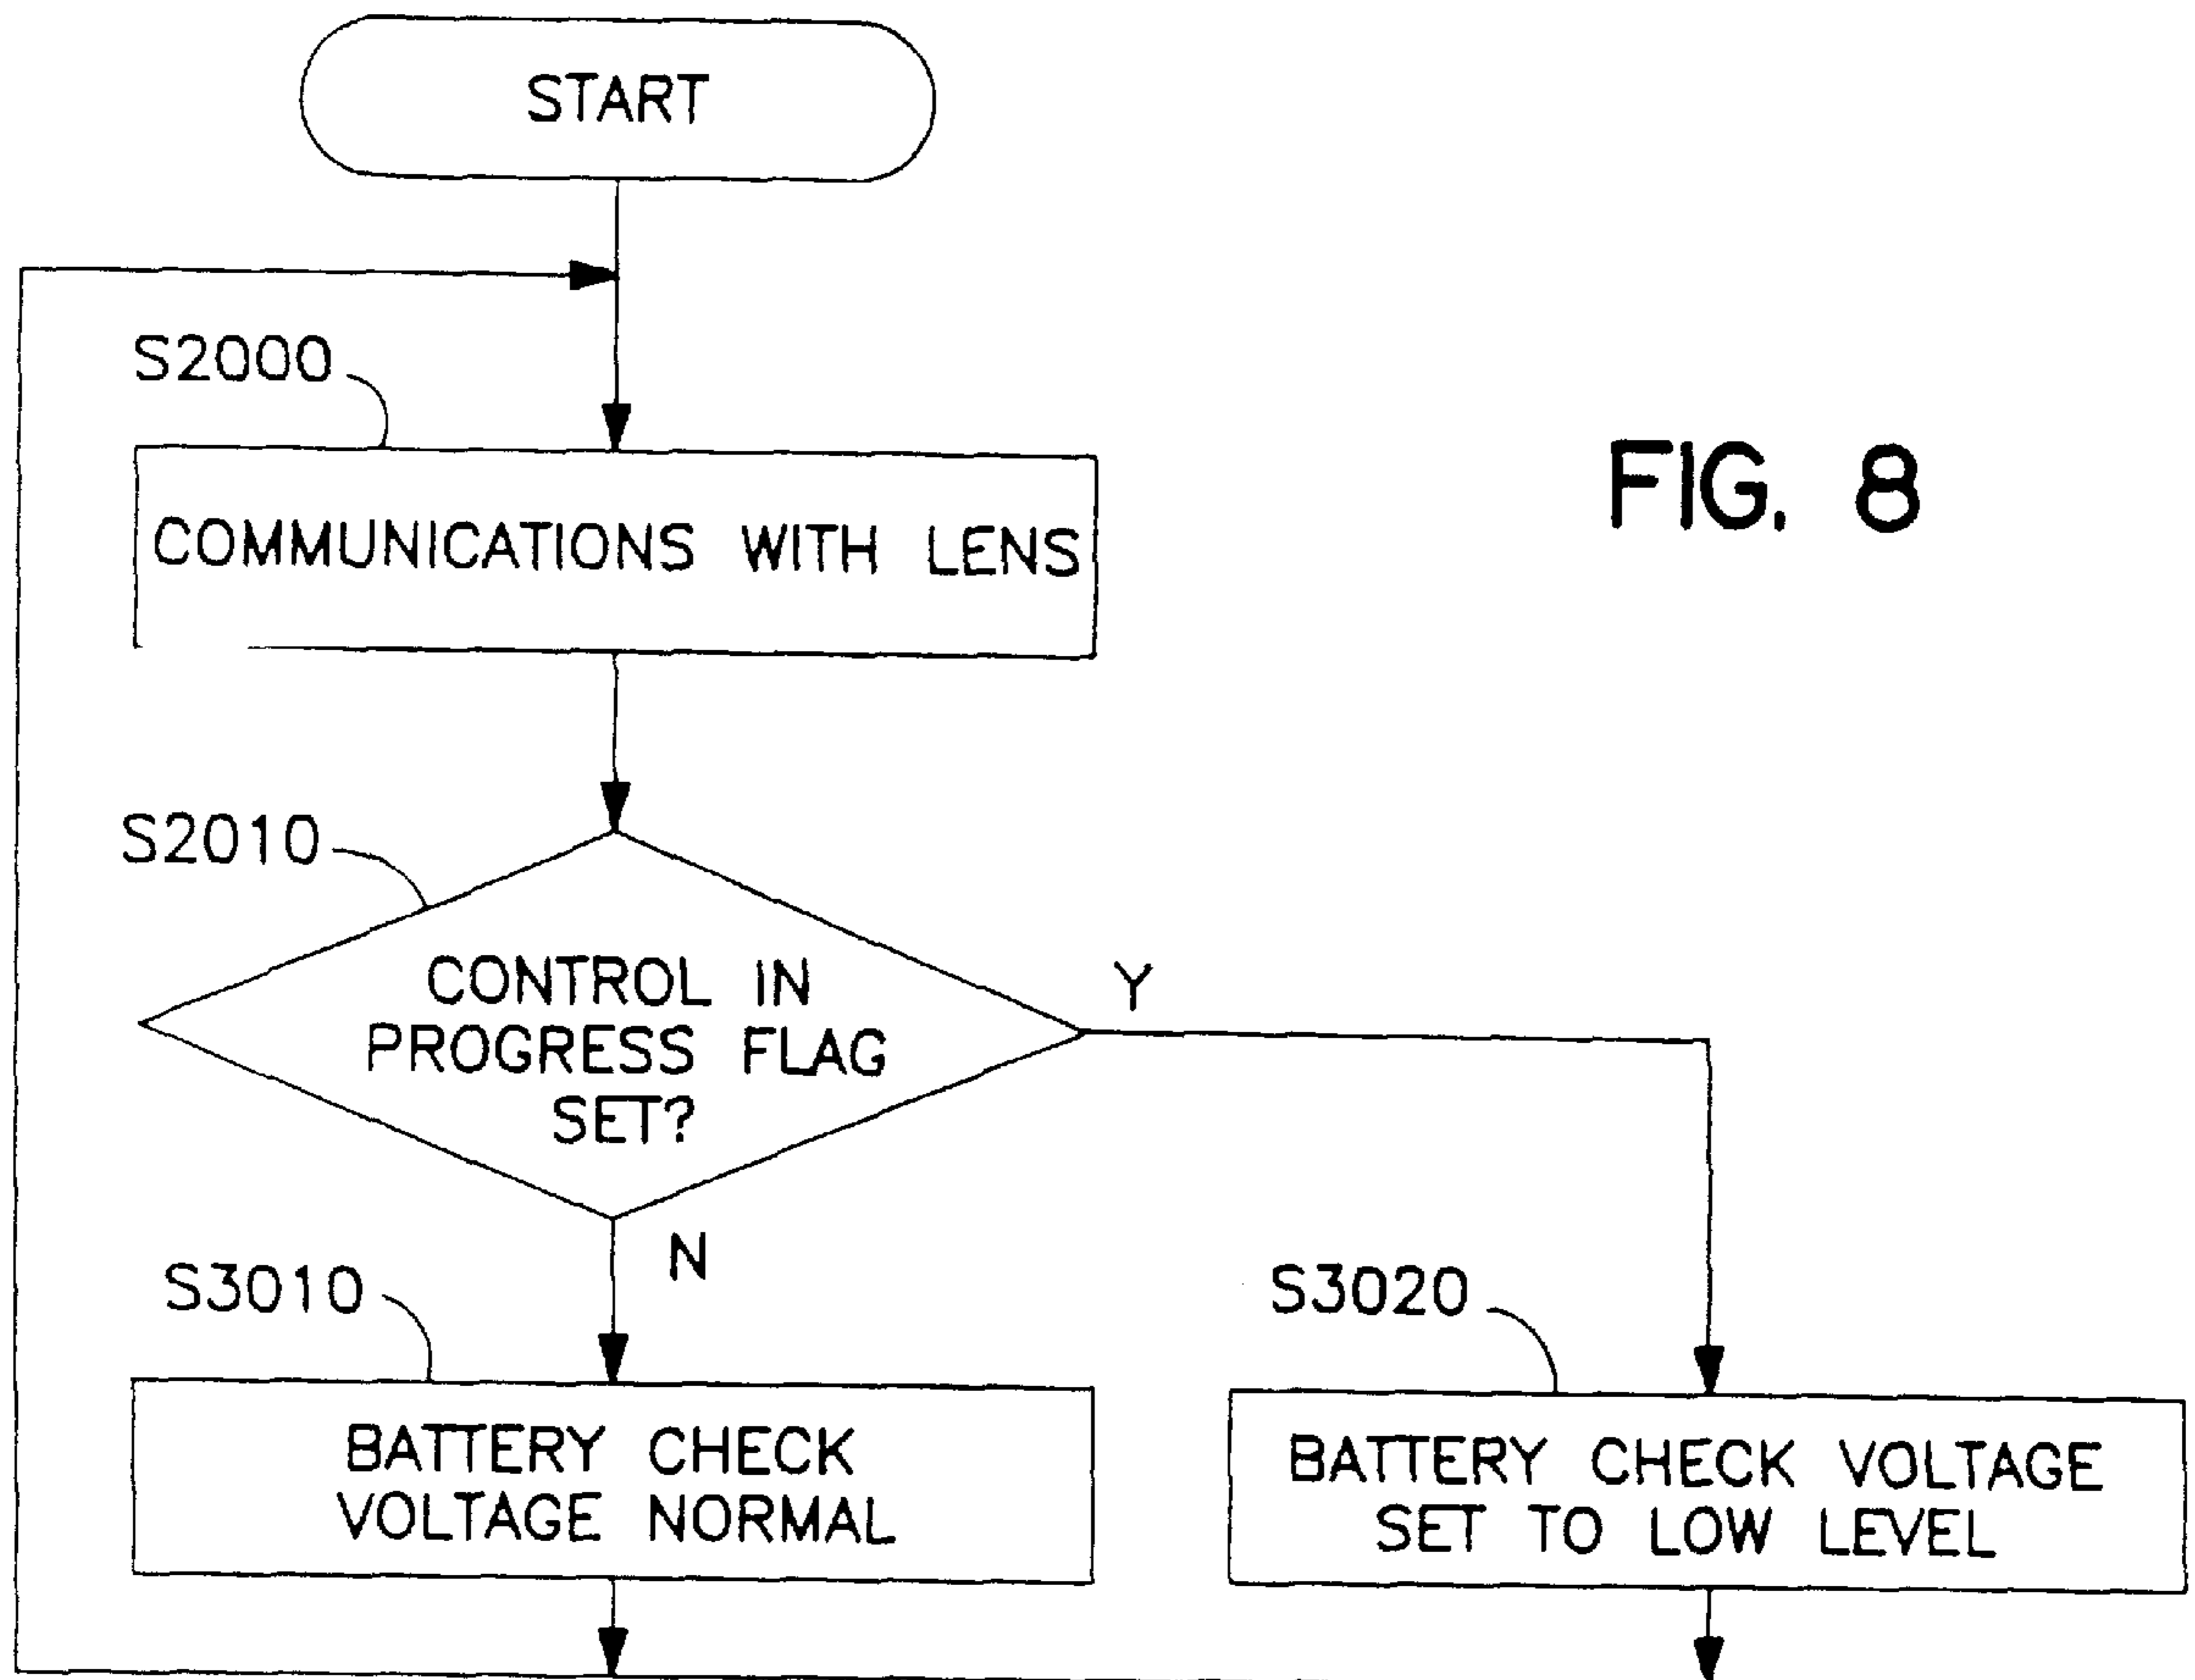 START
S2000
FIG. 8
COMMUNICATIONS WITH LENS
S2010
CONTROL IN
PROGRESS FLAG
SET?
Y
N
S3010
S3020
BATTERY CHECK
VOLTAGE NORMAL
BATTERY CHECK VOLTAGE
SET TO LOW LEVEL